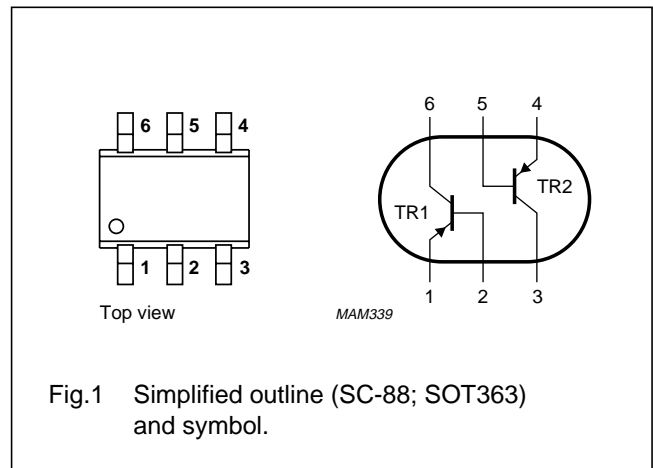 6 5 4
6 5 4
TR2
TR1
1 2 3
1 2 3
Top view
MAM339
Fig.1 Simplified outline (SC-88; SOT363)
and symbol.